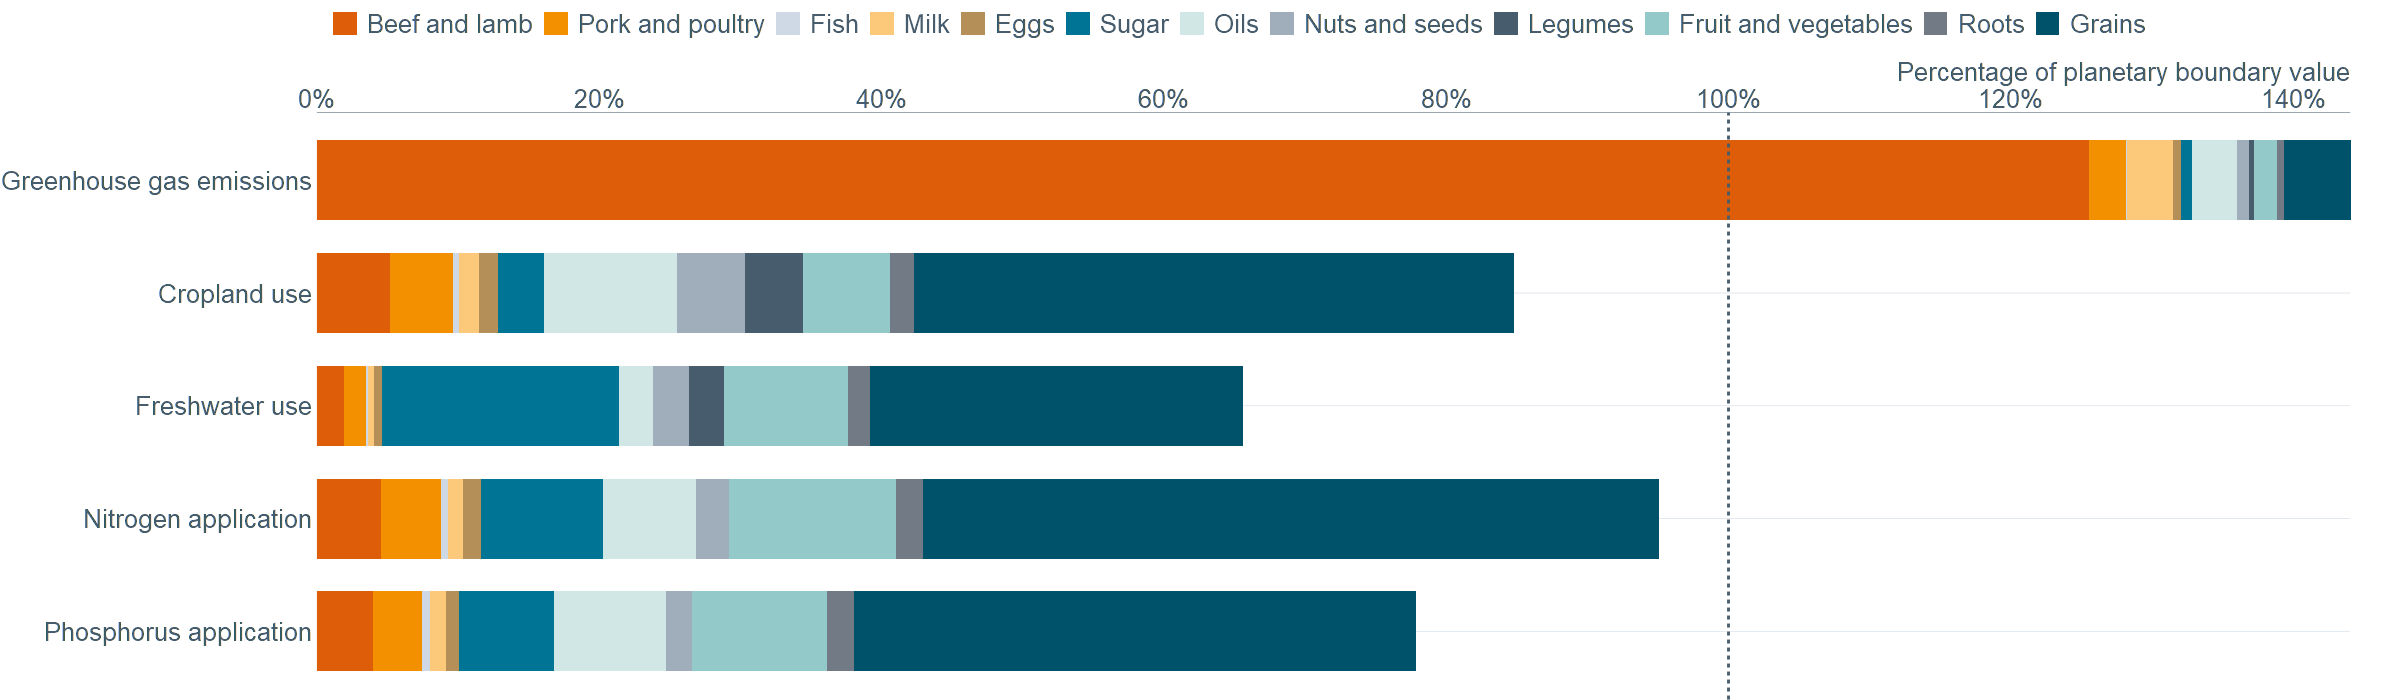 Beef and lamb Pork and poultry Fish Milk Eggs Sugar Oils Nuts and seeds Legumes Fruit and vegetables Roots Grains
Percentage of planetary boundary value
0% 20% 40% 60% 80% 100% 120% 140%
Greenhouse gas emissions
Cropland use
Freshwater use
Nitrogen application
Phosphorus application